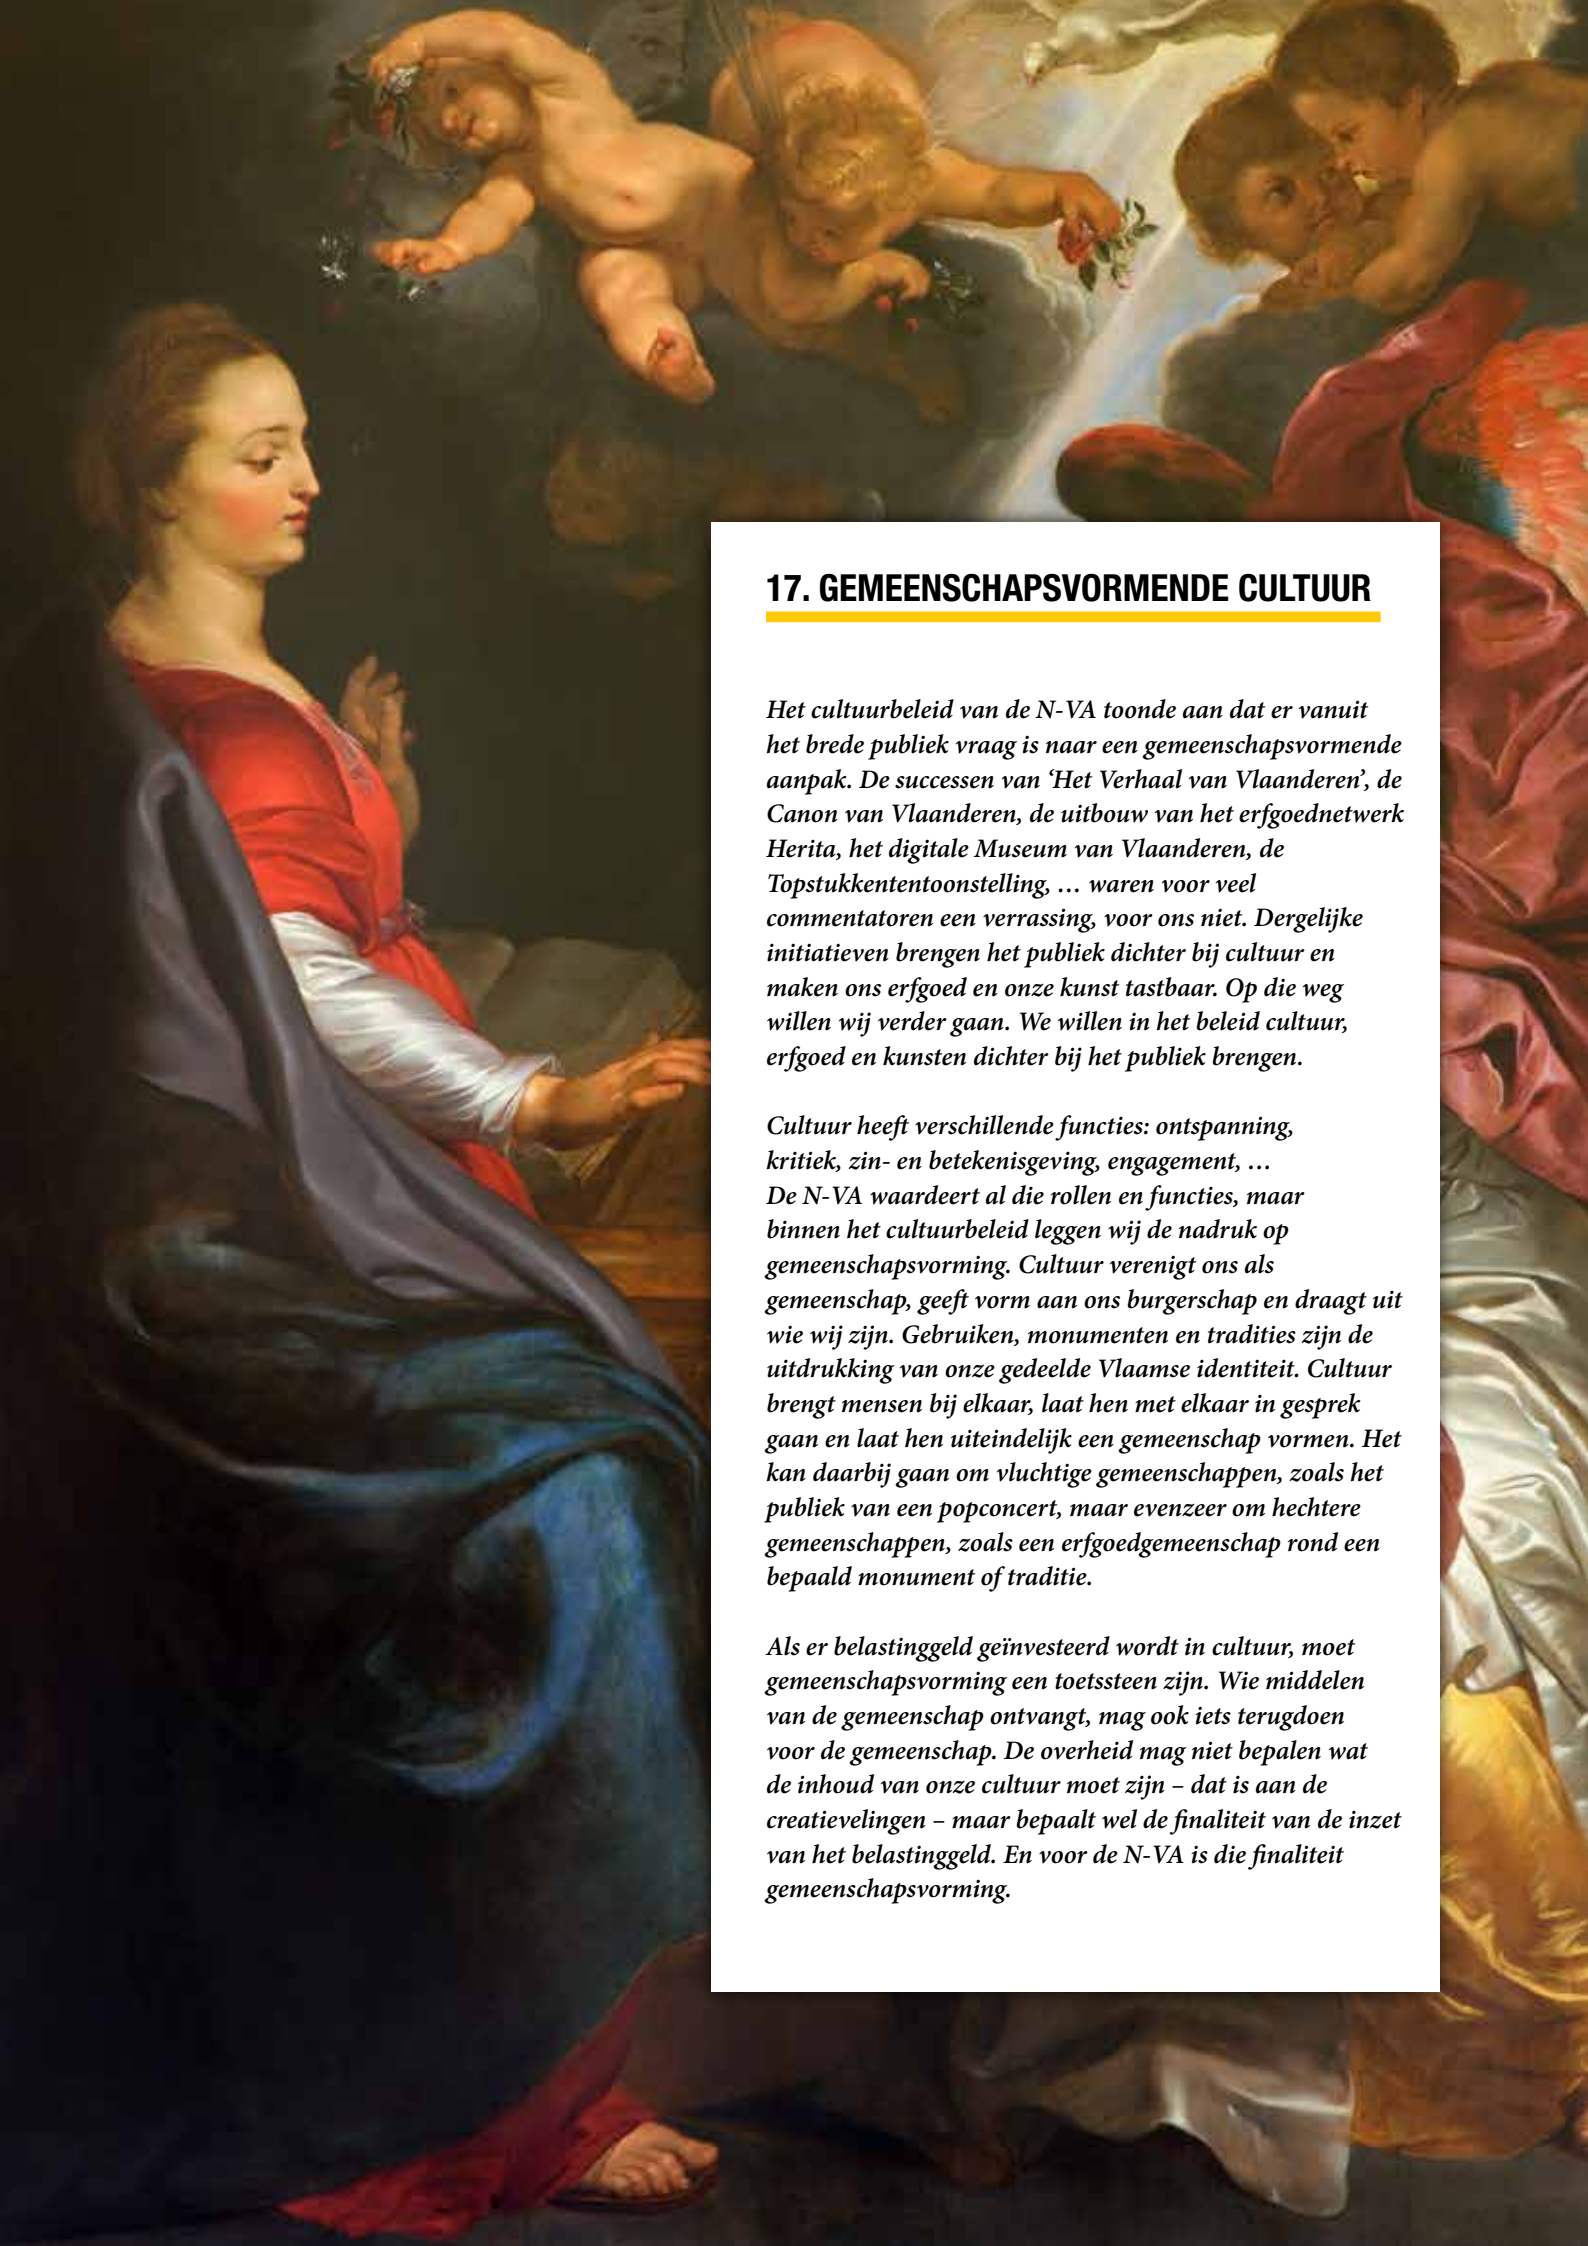 17. GEMEENSCHAPSVORMENDE CULTUUR
Het cultuurbeleid van de N-VA toonde aan dat er vanuit
het brede publiek vraag is naar een gemeenschapsvormende
aanpak. De successen van ‘Het Verhaal van Vlaanderen’, de
Canon van Vlaanderen, de uitbouw van het erfgoednetwerk
Herita, het digitale Museum van Vlaanderen, de
Topstukkententoonstelling, … waren voor veel
commentatoren een verrassing, voor ons niet. Dergelijke
initiatieven brengen het publiek dichter bij cultuur en
maken ons erfgoed en onze kunst tastbaar. Op die weg
willen wij verder gaan. We willen in het beleid cultuur,
erfgoed en kunsten dichter bij het publiek brengen.
Cultuur heeft verschillende functies: ontspanning,
kritiek, zin- en betekenisgeving, engagement, …
De N-VA waardeert al die rollen en functies, maar
binnen het cultuurbeleid leggen wij de nadruk op
gemeenschapsvorming. Cultuur verenigt ons als
gemeenschap, geeft vorm aan ons burgerschap en draagt uit
wie wij zijn. Gebruiken, monumenten en tradities zijn de
uitdrukking van onze gedeelde Vlaamse identiteit. Cultuur
brengt mensen bij elkaar, laat hen met elkaar in gesprek
gaan en laat hen uiteindelijk een gemeenschap vormen. Het
kan daarbij gaan om vluchtige gemeenschappen, zoals het
publiek van een popconcert, maar evenzeer om hechtere
gemeenschappen, zoals een erfgoedgemeenschap rond een
bepaald monument of traditie.
Als er belastinggeld geïnvesteerd wordt in cultuur, moet
gemeenschapsvorming een toetssteen zijn. Wie middelen
van de gemeenschap ontvangt, mag ook iets terugdoen
voor de gemeenschap. De overheid mag niet bepalen wat
de inhoud van onze cultuur moet zijn – dat is aan de
creatievelingen – maar bepaalt wel de finaliteit van de inzet
van het belastinggeld. En voor de N-VA is die finaliteit
gemeenschapsvorming.